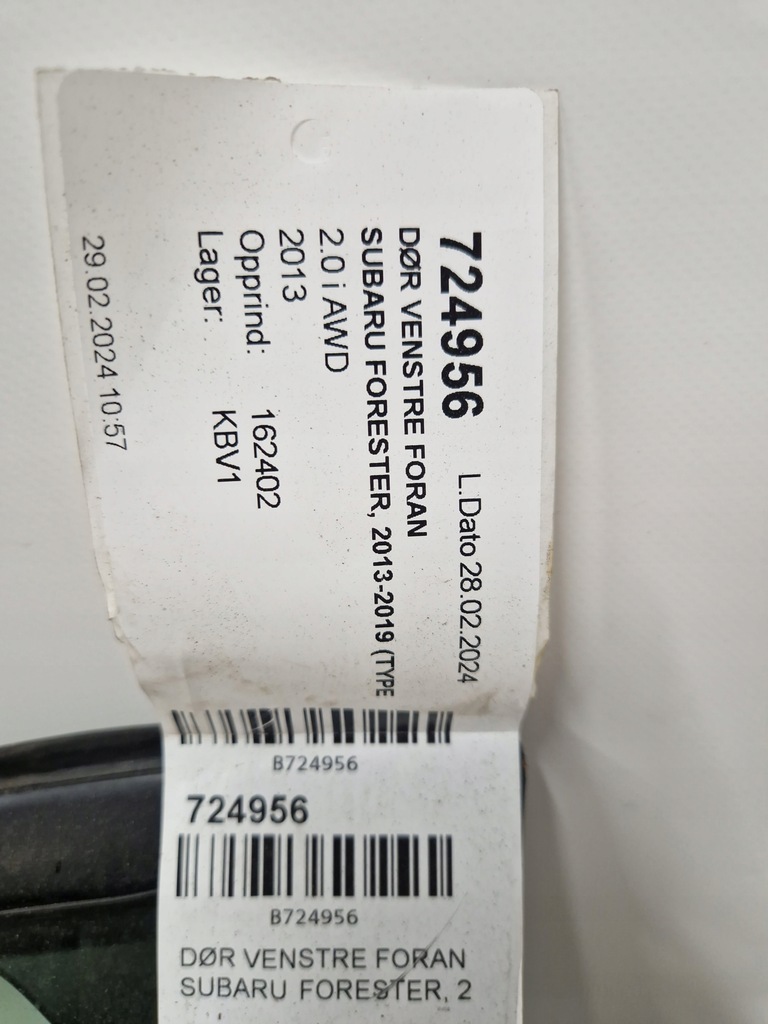 724956 L.Dato 28.02.2024
DØR VENSTRE FORAN
SUBARU FORESTER, 2013-2019 (TYPE
2.0 i AWD
2013
Opprind: 162402
Lager: KBV1
29.02.2024 10:57
B724956
724956
B724956
DØR VENSTRE FORAN
SUBARU FORESTER, 2